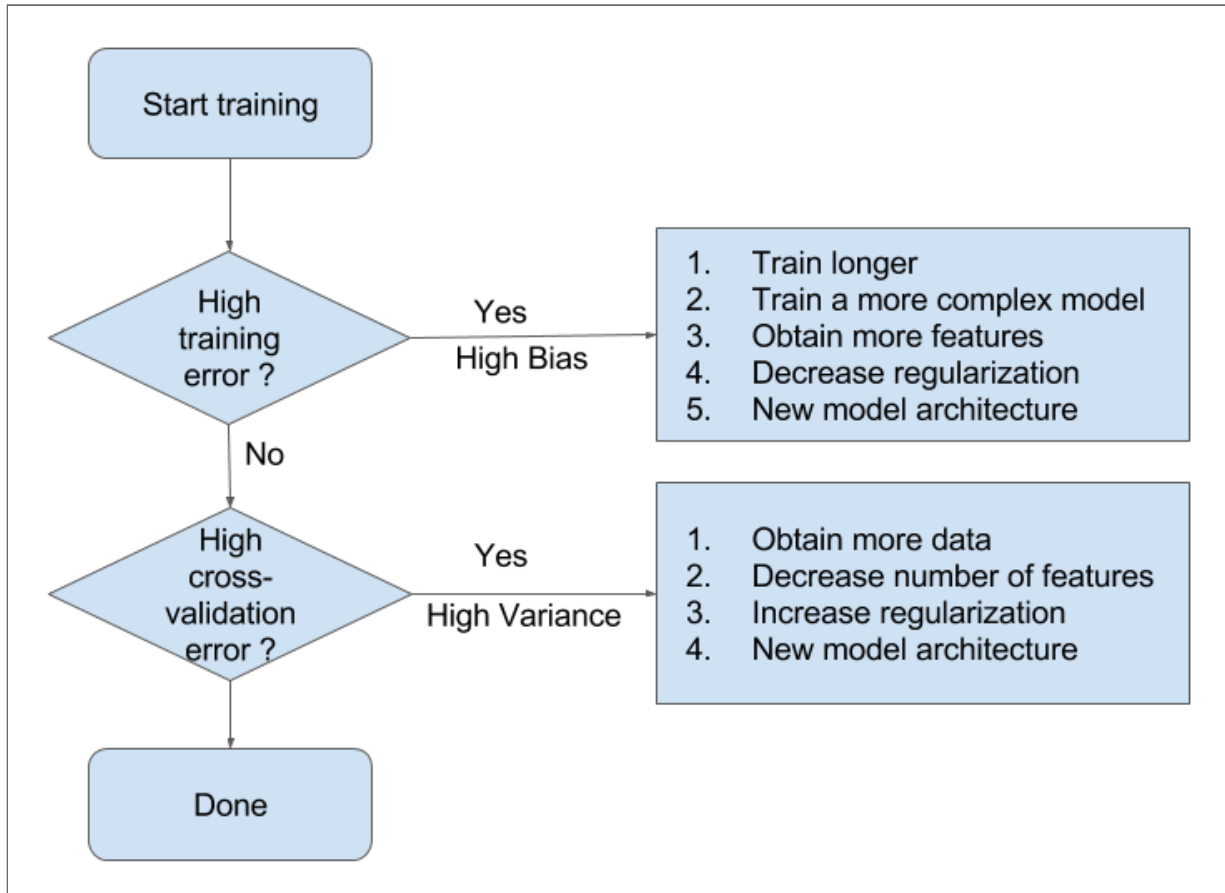 Start training
High
training
error ?
Yes
High Bias
1. Train longer
2. Train a more complex model
3. Obtain more features
4. Decrease regularization
5. New model architecture
No
High
cross-
validation
error ?
Yes
High Variance
1. Obtain more data
2. Decrease number of features
3. Increase regularization
4. New model architecture
Done